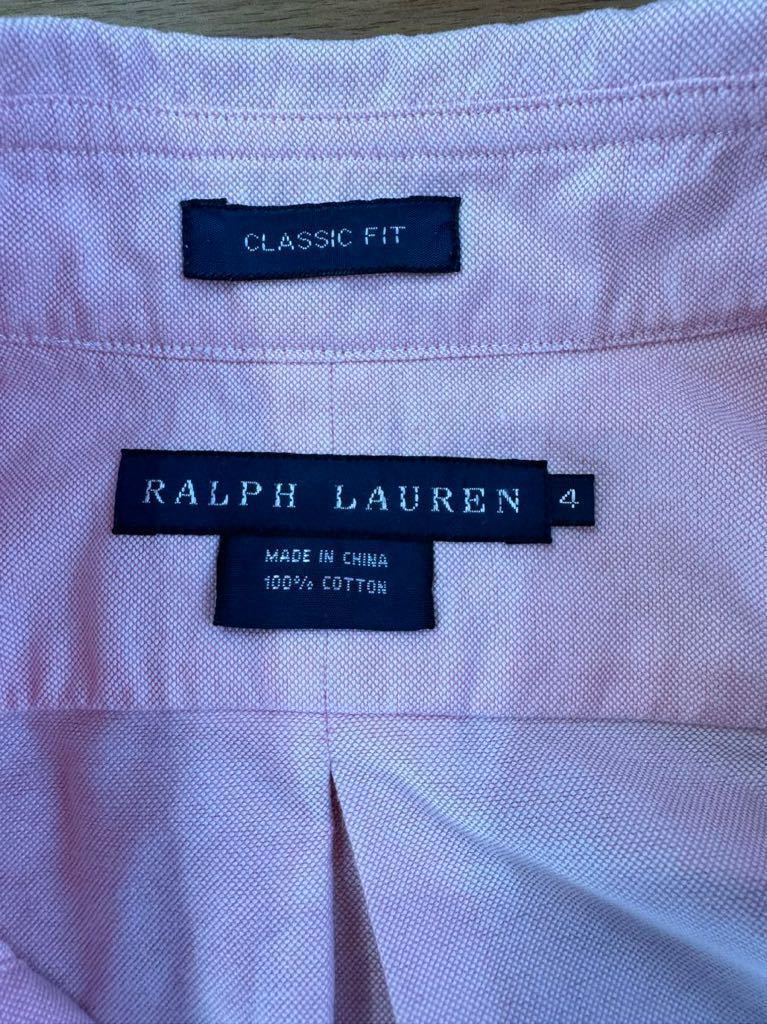 CLASSIC FIT
RALPH LAUREN 4
MADE IN CHINA
100% COTTON